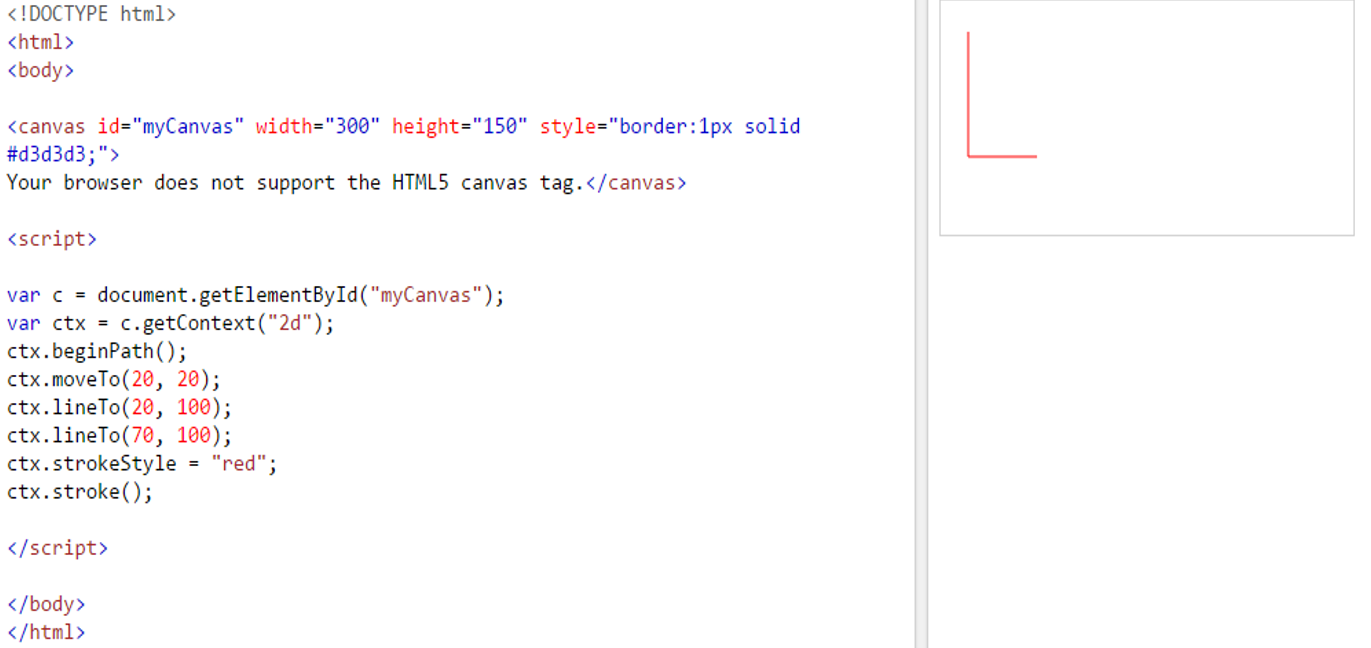 <!DOCTYPE html>
<html>
<body>
<canvas id="myCanvas" width="300" height="150" style="border:1px solid
#d3d3d3;">
Your browser does not support the HTML5 canvas tag.</canvas>
<script>
var c = document.getElementById("myCanvas");
var ctx = c.getContext("2d");
ctx.beginPath();
ctx.moveTo(20, 20);
ctx.lineTo(20, 100);
ctx.lineTo(70, 100);
ctx.strokeStyle = "red";
ctx.stroke();
</script>
</body>
</html>